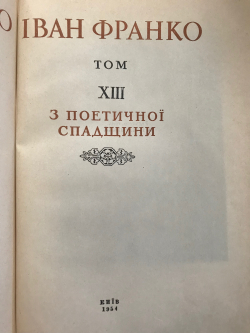 О
ІВАН ФРАНКО
ТОМ
XIII
З ПОЕТИЧНОЇ
СПАДЩИНИ
КИЇВ
1954